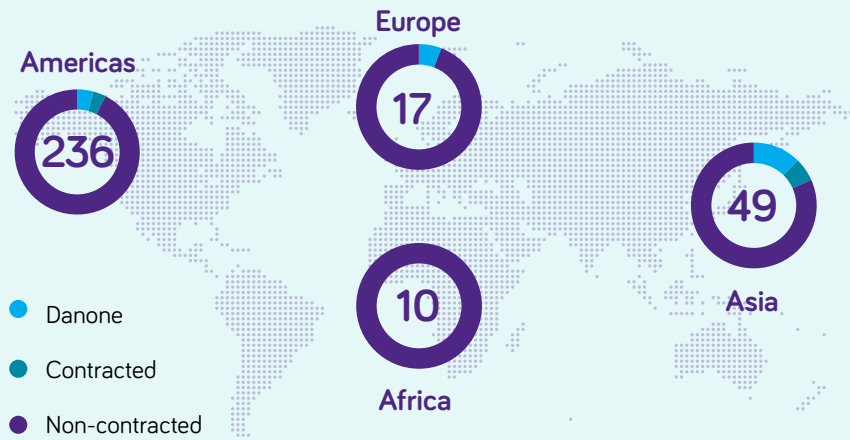 Europe
17
Americas
236
49
Asia
10
Africa
Danone
Contracted
Non-contracted